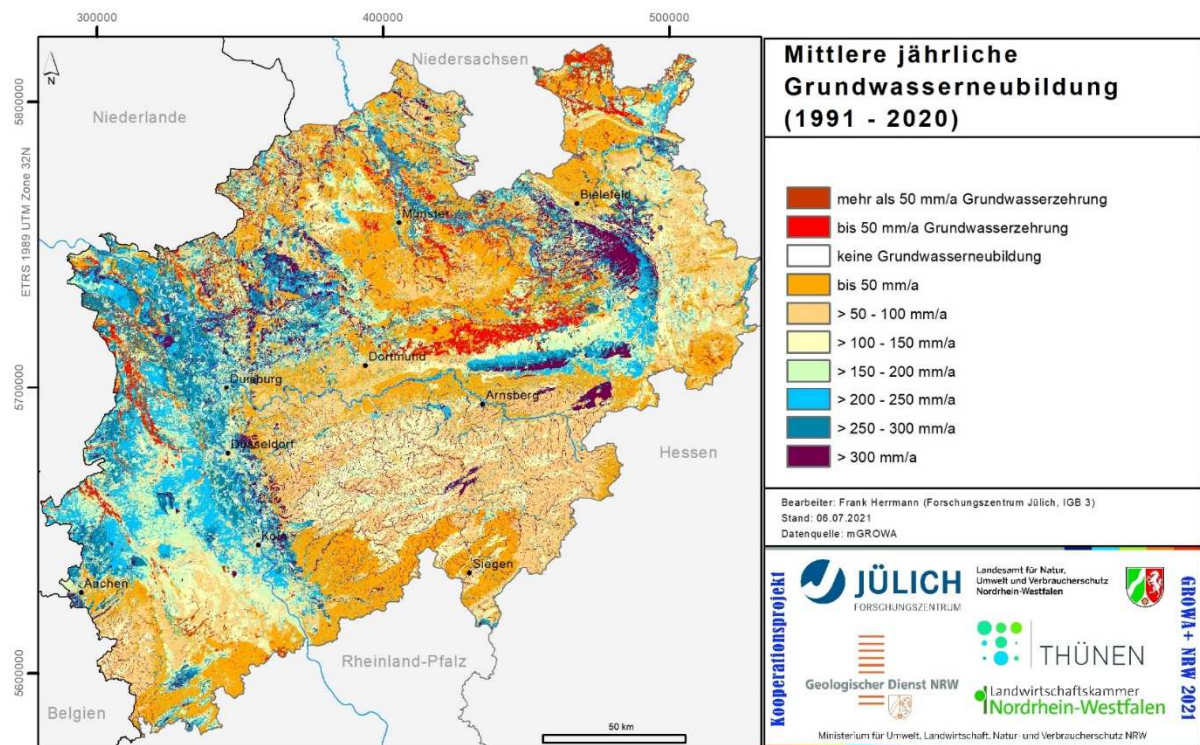 300000
400000
500000
5800000
5700000
5600000
ETRS 1989 UTM Zone 32N
N
Niedersachsen
Niederlande
Bielefeld
Münster
Dortmund
Duisburg
Arnsberg
Düsseldorf
Hessen
Köln
Siegen
Aachen
Rheinland-Pfalz
Belgien
50 km
Mittlere jährliche
Grundwasserneubildung
(1991 - 2020)
mehr als 50 mm/a Grundwasserzehrung
bis 50 mm/a Grundwasserzehrung
keine Grundwasserneubildung
bis 50 mm/a
> 50 - 100 mm/a
> 100 - 150 mm/a
> 150 - 200 mm/a
> 200 - 250 mm/a
> 250 - 300 mm/a
> 300 mm/a
Bearbeiter: Frank Herrmann (Forschungszentrum Jülich, IGB 3)
Stand: 06.07.2021
Datenquelle: mGROWA
Kooperationsprojekt
JÜLICH
FORSCHUNGSZENTRUM
Landesamt für Natur,
Umwelt und Verbraucherschutz
Nordrhein-Westfalen
Geologischer Dienst NRW
THÜNEN
Landwirtschaftskammer
Nordrhein-Westfalen
GROWA + NRW 2021
Ministerium für Umwelt, Landwirtschaft, Natur- und Verbraucherschutz NRW